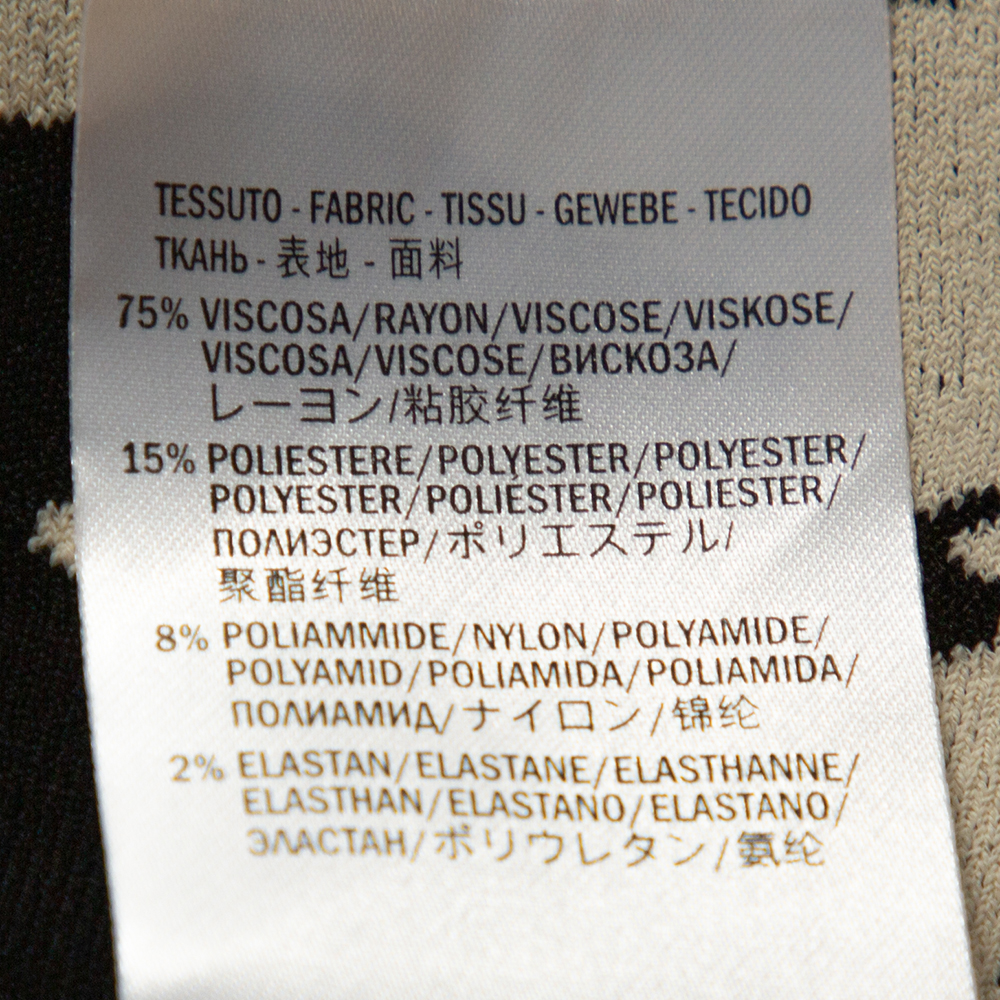 TESSUTO - FABRIC - TISSU - GEWEBE - TECIDO
ТКАНЬ - 表地 - 面料
75% VISCOSA/RAYON/VISCOSE/VISKOSE/
VISCOSA/VISCOSE/ВИСКОЗА/
レーヨン/粘胶纤维
15% POLIESTERE/POLYESTER/POLYESTER/
POLYESTER/POLIÉSTER/POLIESTER/
ПОЛИЭСТЕР/ポリエステル/
聚酯纤维
8% POLIAMMIDE/NYLON/POLYAMIDE/
POLYAMID/POLIAMIDA/POLIAMIDA/
ПОЛИАМИД/ナイロン/锦纶
2% ELASTAN/ELASTANE/ELASTHANNE/
ELASTHAN/ELASTANO/ELASTANO/
ЭЛАСТАН/ポリウレタン/氨纶